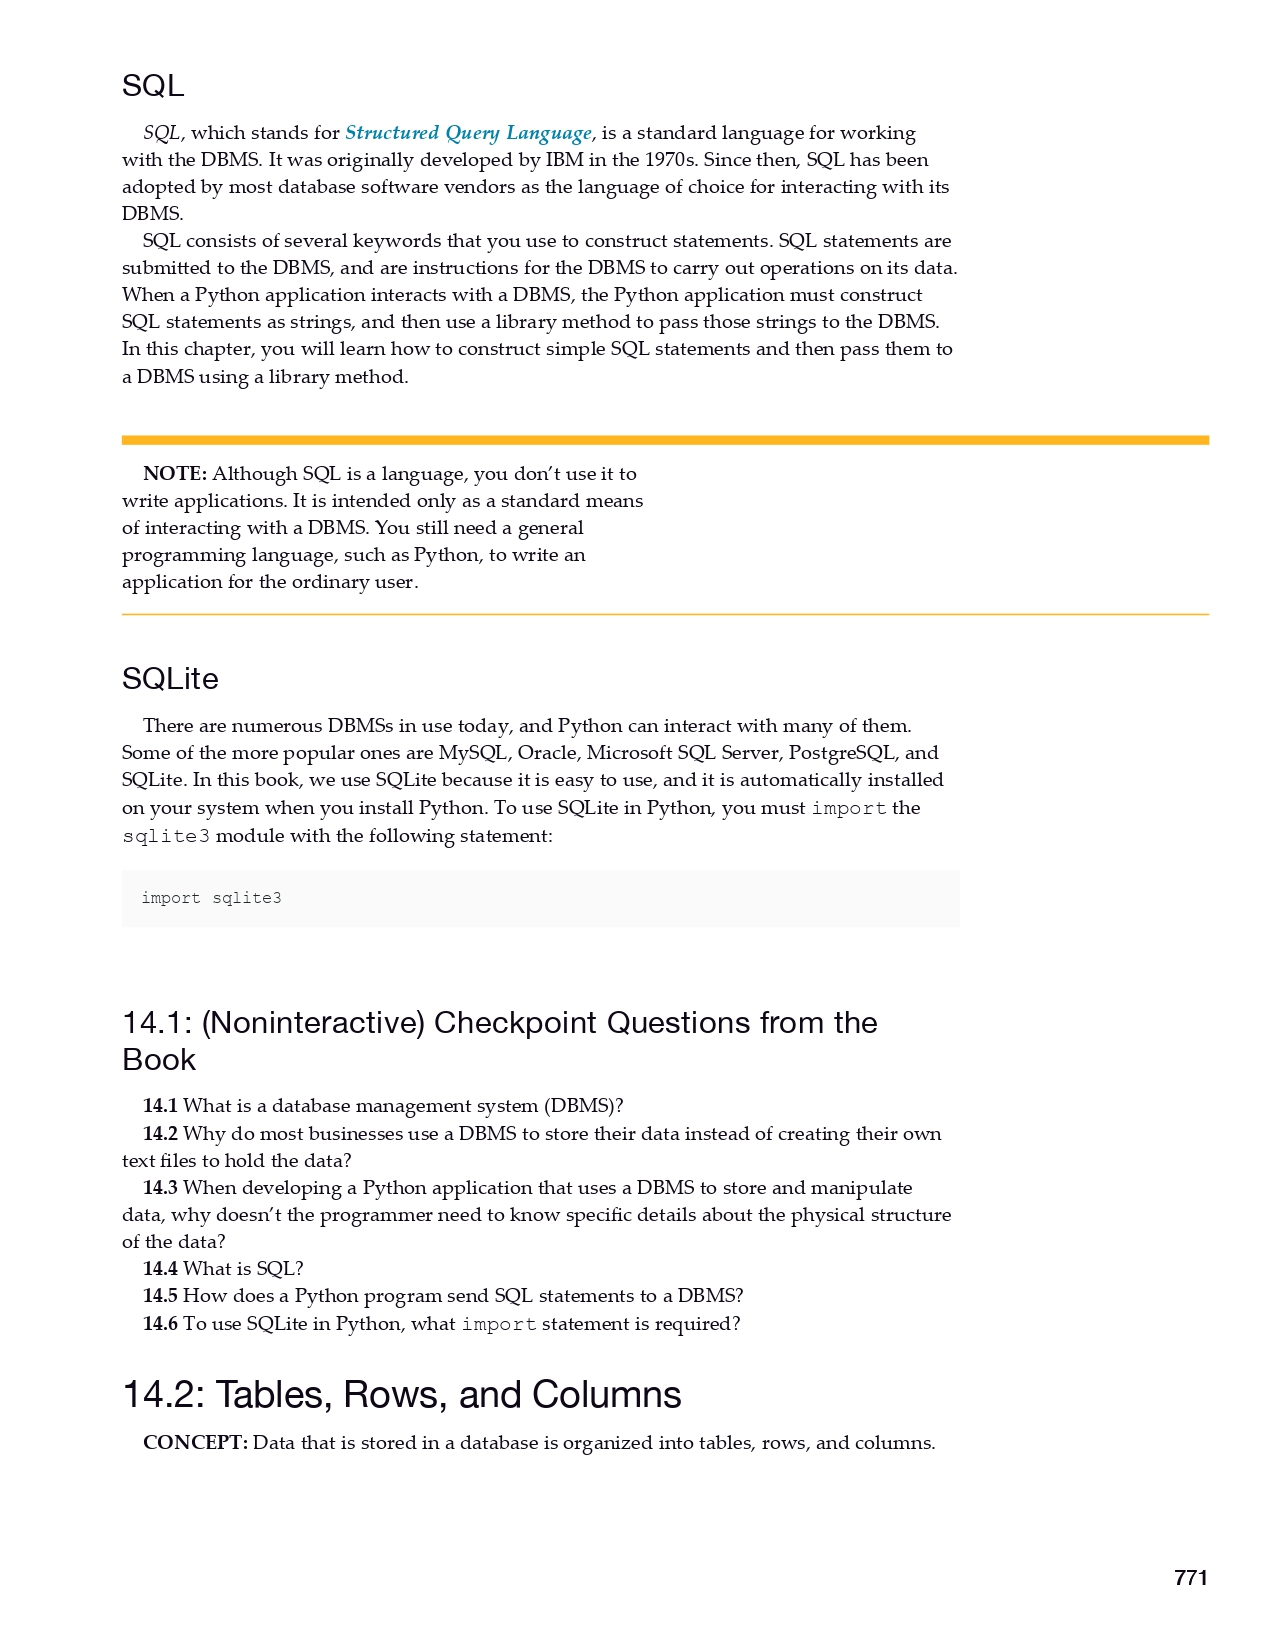 SQL
SQL, which stands for Structured Query Language, is a standard language for working
with the DBMS. It was originally developed by IBM in the 1970s. Since then, SQL has been
adopted by most database software vendors as the language of choice for interacting with its
DBMS.
SQL consists of several keywords that you use to construct statements. SQL statements are
submitted to the DBMS, and are instructions for the DBMS to carry out operations on its data.
When a Python application interacts with a DBMS, the Python application must construct
SQL statements as strings, and then use a library method to pass those strings to the DBMS.
In this chapter, you will learn how to construct simple SQL statements and then pass them to
a DBMS using a library method.
NOTE: Although SQL is a language, you don’t use it to
write applications. It is intended only as a standard means
of interacting with a DBMS. You still need a general
programming language, such as Python, to write an
application for the ordinary user.
SQLite
There are numerous DBMSs in use today, and Python can interact with many of them.
Some of the more popular ones are MySQL, Oracle, Microsoft SQL Server, PostgreSQL, and
SQLite. In this book, we use SQLite because it is easy to use, and it is automatically installed
on your system when you install Python. To use SQLite in Python, you must import the
sqlite3 module with the following statement:
import sqlite3
14.1: (Noninteractive) Checkpoint Questions from the
Book
14.1 What is a database management system (DBMS)?
14.2 Why do most businesses use a DBMS to store their data instead of creating their own
text files to hold the data?
14.3 When developing a Python application that uses a DBMS to store and manipulate
data, why doesn’t the programmer need to know specific details about the physical structure
of the data?
14.4 What is SQL?
14.5 How does a Python program send SQL statements to a DBMS?
14.6 To use SQLite in Python, what import statement is required?
14.2: Tables, Rows, and Columns
CONCEPT: Data that is stored in a database is organized into tables, rows, and columns.
771